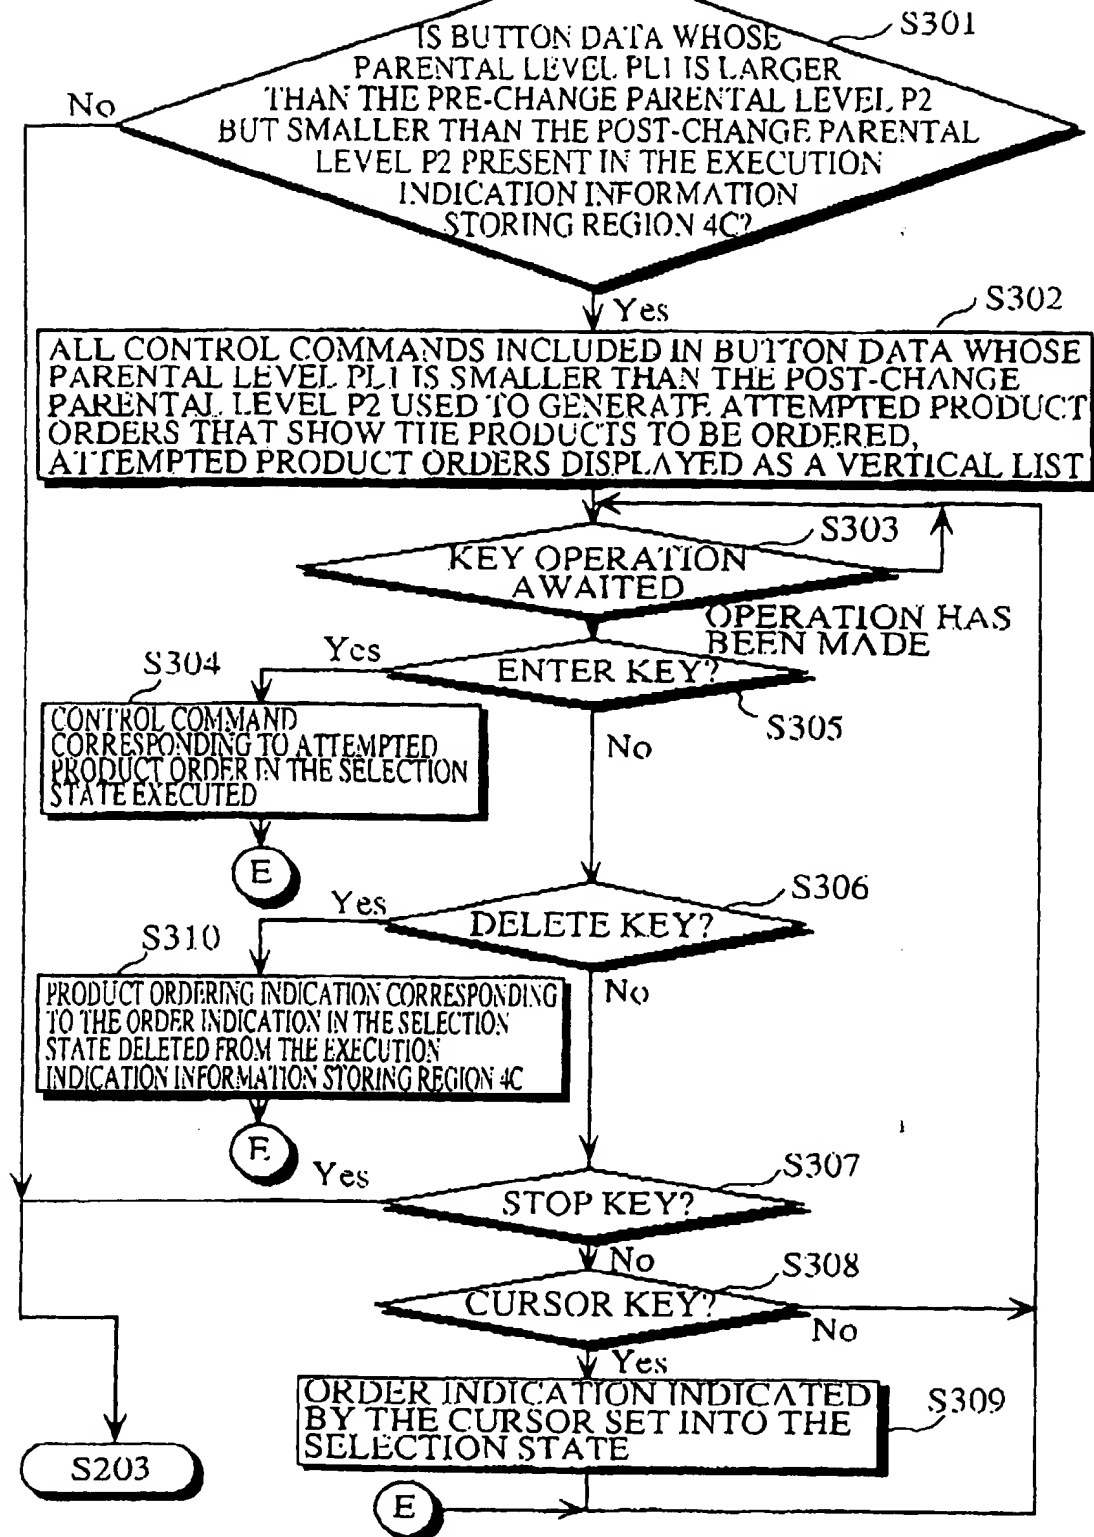 S301
IS BUTTON DATA WHOSE
PARENTAL LEVEL PL1 IS LARGER
THAN THE PRE-CHANGE PARENTAL LEVEL P2
BUT SMALLER THAN THE POST-CHANGE PARENTAL
LEVEL P2 PRESENT IN THE EXECUTION
INDICATION INFORMATION
STORING REGION 4C?
No
Yes
S302
ALL CONTROL COMMANDS INCLUDED IN BUTTON DATA WHOSE
PARENTAL LEVEL PL1 IS SMALLER THAN THE POST-CHANGE
PARENTAL LEVEL P2 USED TO GENERATE ATTEMPTED PRODUCT
ORDERS THAT SHOW THE PRODUCTS TO BE ORDERED,
ATTEMPTED PRODUCT ORDERS DISPLAYED AS A VERTICAL LIST
S303
KEY OPERATION
AWAITED
OPERATION HAS
BEEN MADE
Yes
ENTER KEY?
S305
No
S304
CONTROL COMMAND
CORRESPONDING TO ATTEMPTED
PRODUCT ORDER IN THE SELECTION
STATE EXECUTED
E
S306
DELETE KEY?
Yes
No
S310
PRODUCT ORDERING INDICATION CORRESPONDING
TO THE ORDER INDICATION IN THE SELECTION
STATE DELETED FROM THE EXECUTION
INDICATION INFORMATION STORING REGION 4C
E
S307
STOP KEY?
Yes
No
S308
CURSOR KEY?
No
Yes
S309
ORDER INDICATION INDICATED
BY THE CURSOR SET INTO THE
SELECTION STATE
S203
E